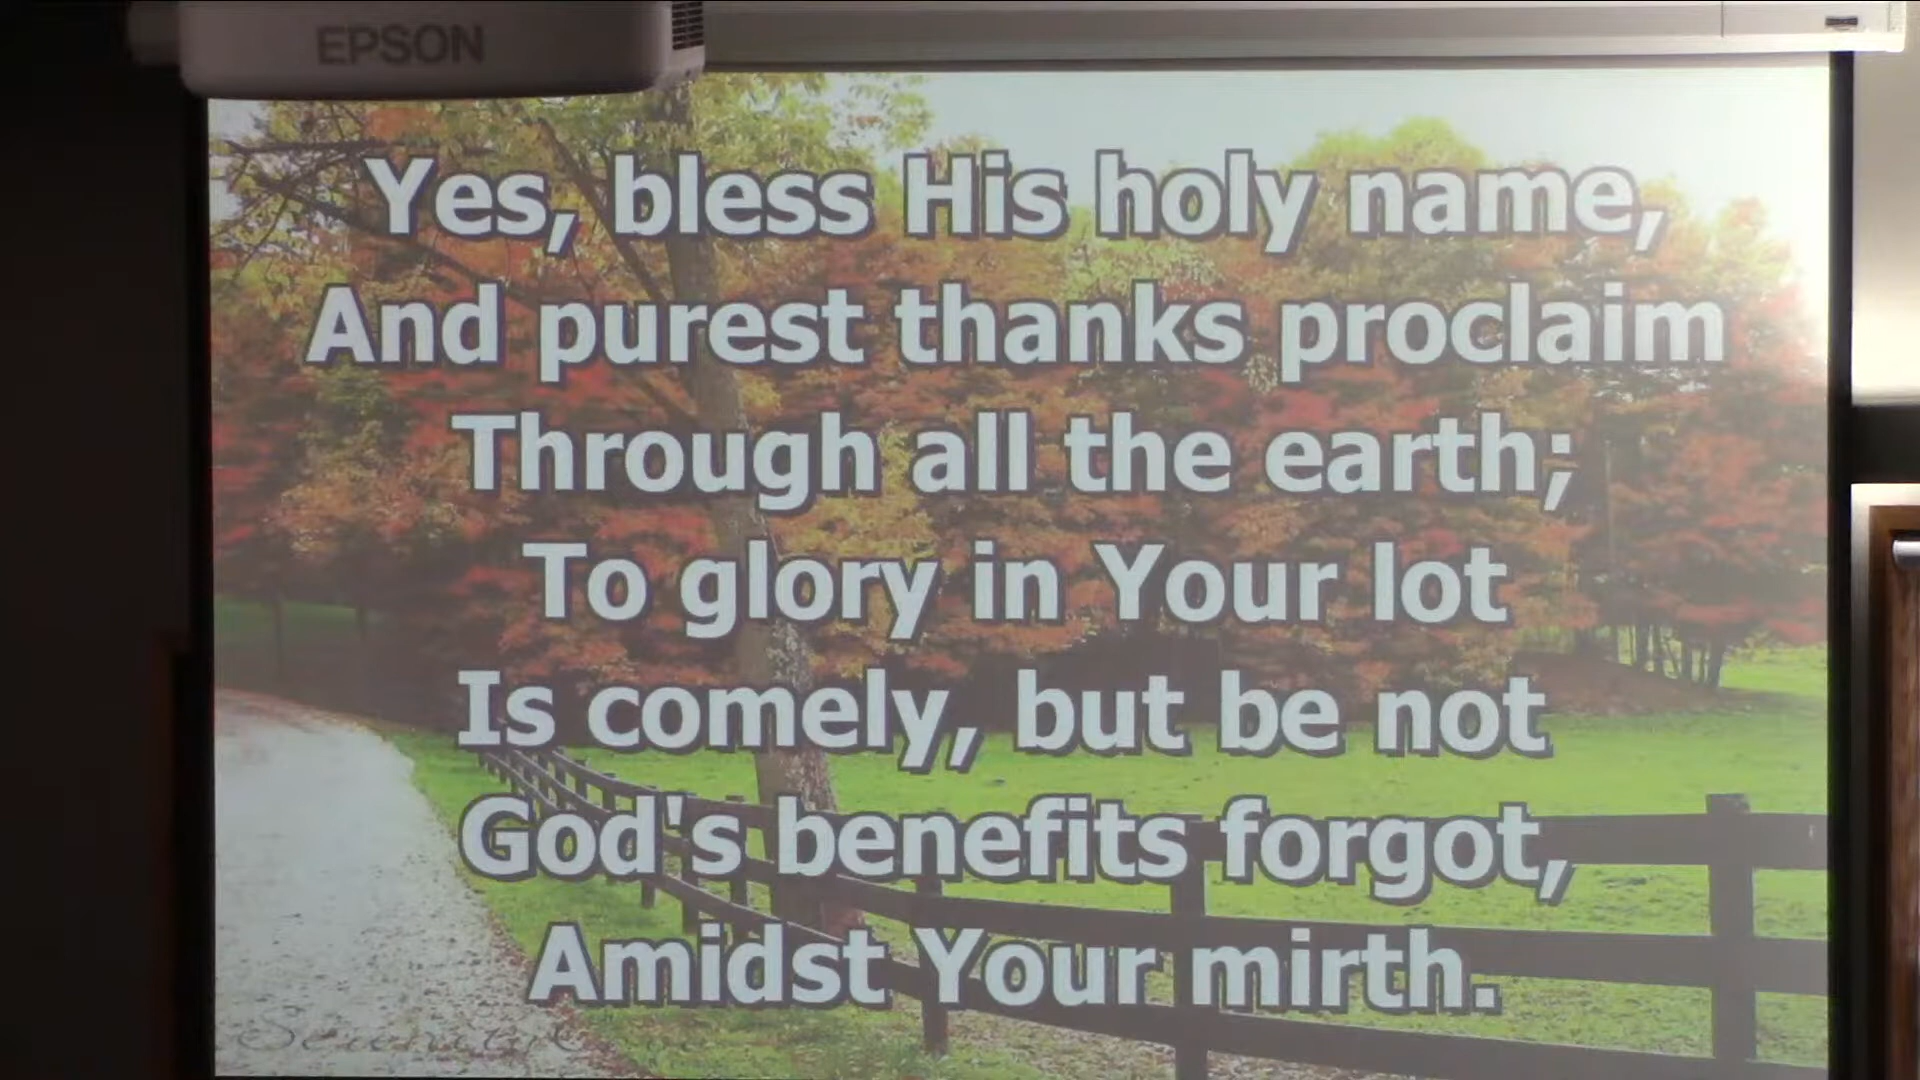 EPSON
Yes, bless His holy name,
And purest thanks proclaim
Through all the earth;
To glory in Your lot
Is comely, but be not
God's benefits forgot,
Amidst Your mirth.